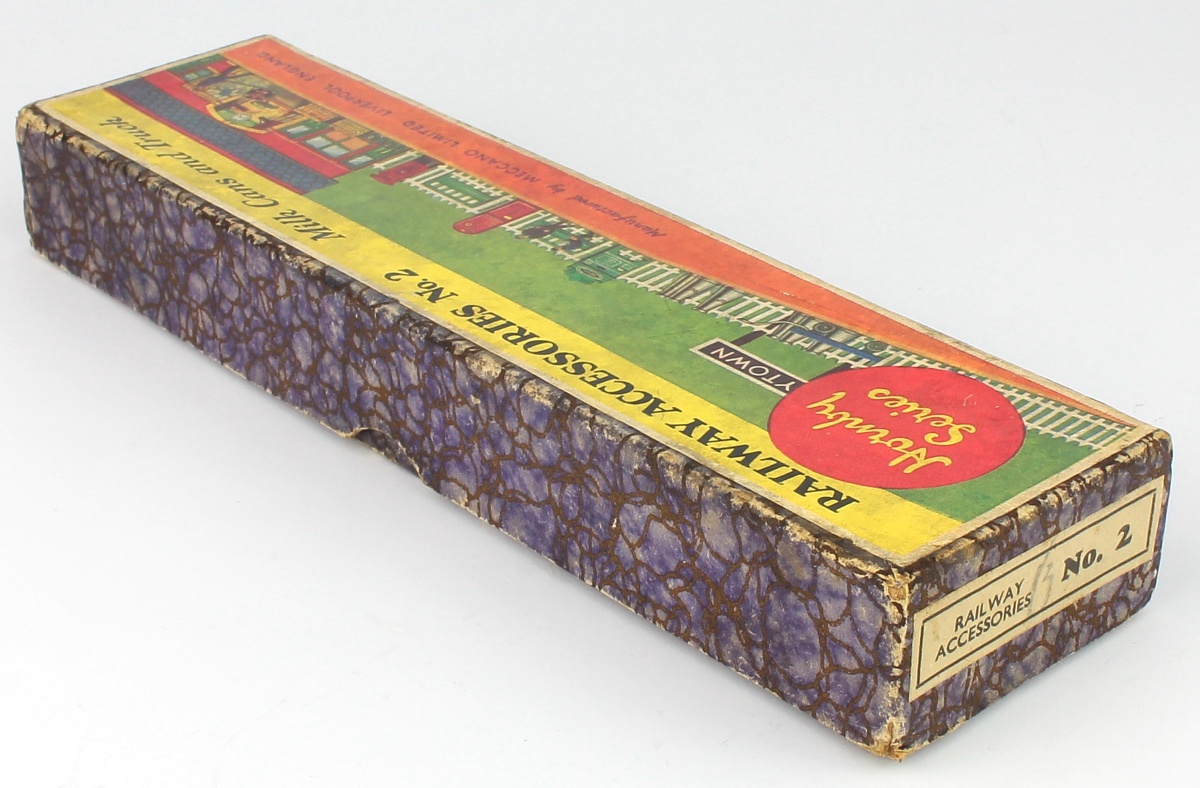 Manufactured by MECCANO LIMITED LIVERPOOL ENGLAND
Hornby
Series
YTOWN
RAILWAY ACCESSORIES No. 2
Milk Cans and Truck
RAILWAY
ACCESSORIES
No. 2